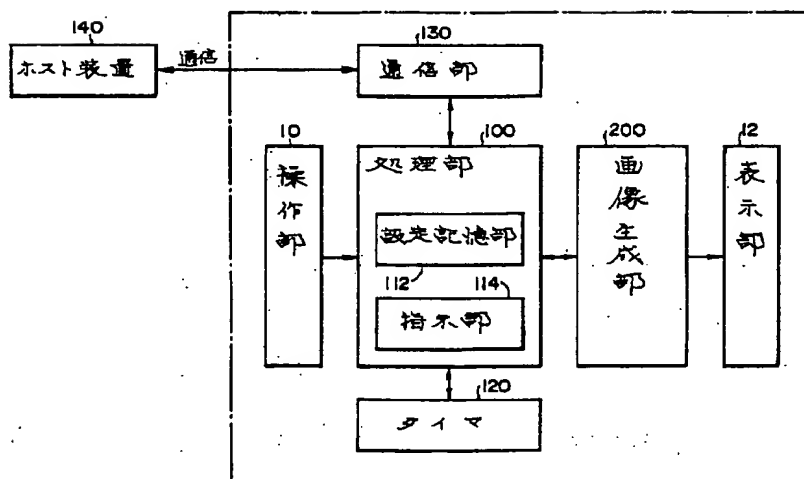 140
ホスト装置
通信
130
通信部
10
操作部
100
処理部
設定記憶部
112
114
指示部
200
画像生成部
12
表示部
120
タイマ